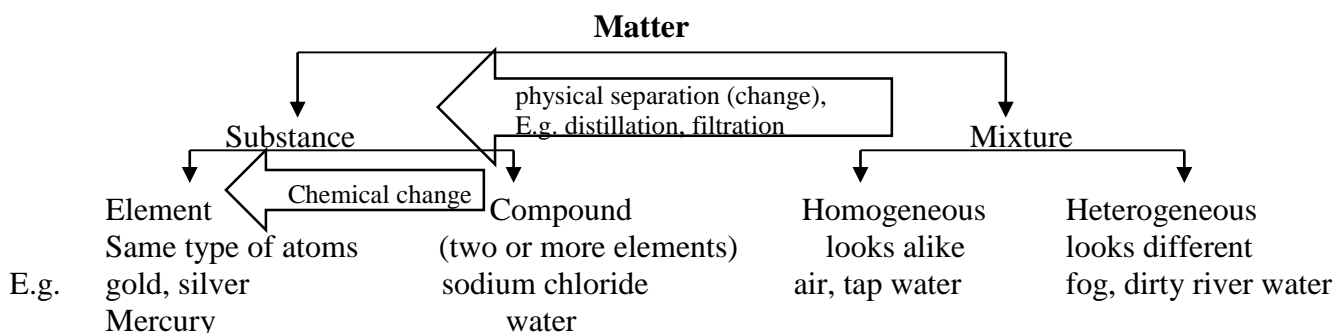 Matter
physical separation (change),
E.g. distillation, filtration
Substance Mixture
Chemical change
Element Compound Homogeneous Heterogeneous
Same type of atoms (two or more elements) looks alike looks different
E.g. gold, silver sodium chloride air, tap water fog, dirty river water
Mercury water